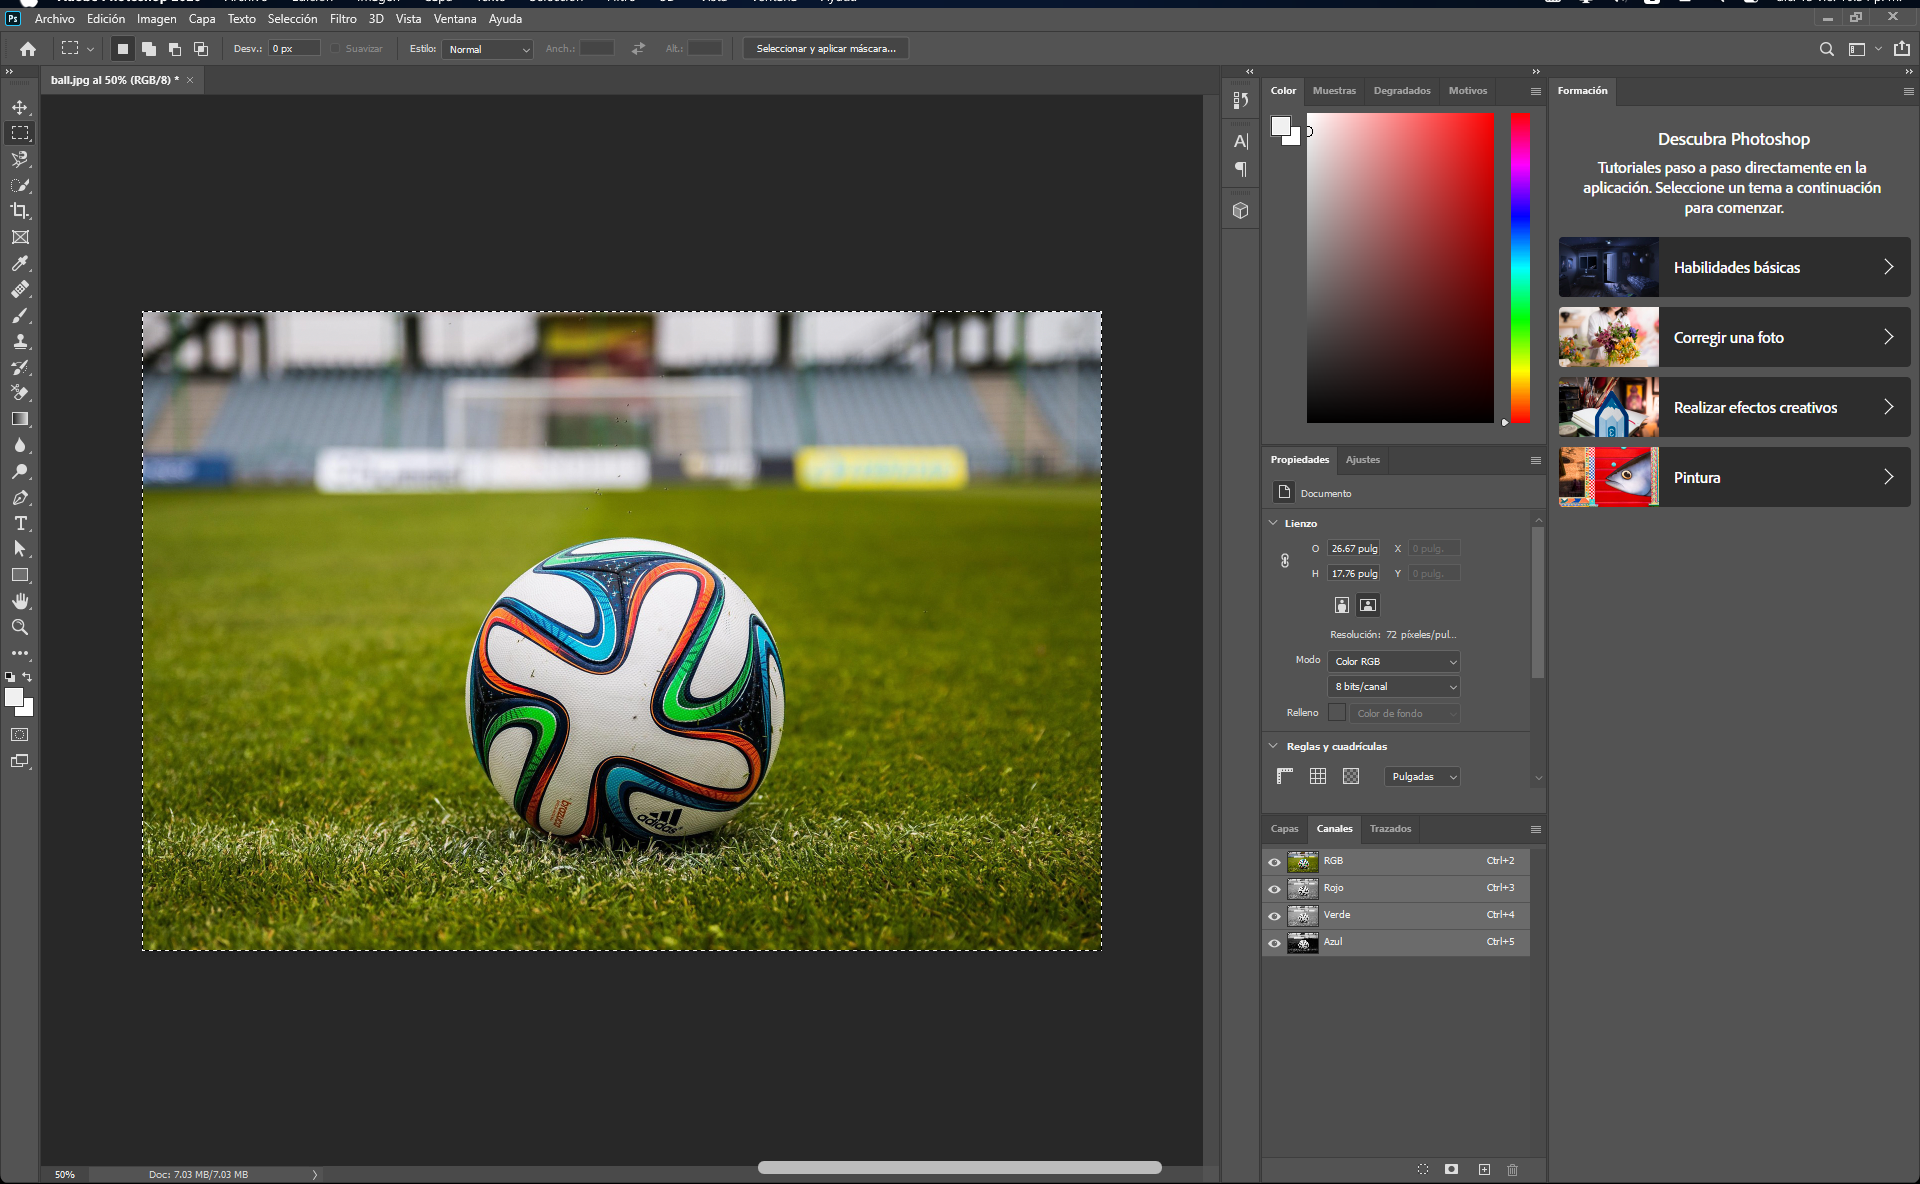 Archivo Edición Imagen Capa Texto Selección Filtro 3D Vista Ventana Ayuda
Desv.: 0 px Suavizar Estilo: Normal Anch.: Alt.: Seleccionar y aplicar máscara...
ball.jpg al 50% (RGB/8) *
adidas
brazuca
Color Muestras Degradados Motivos
Propiedades Ajustes
Documento
Lienzo
O 26.67 pulg X 0 pulg.
H 17.76 pulg Y 0 pulg.
Resolución: 72 píxeles/pul...
Modo Color RGB
8 bits/canal
Relleno Color de fondo
Reglas y cuadrículas
Pulgadas
Capas Canales Trazados
RGB Ctrl+2
Rojo Ctrl+3
Verde Ctrl+4
Azul Ctrl+5
Formación
Descubra Photoshop
Tutoriales paso a paso directamente en la
aplicación. Seleccione un tema a continuación
para comenzar.
Habilidades básicas
Corregir una foto
Realizar efectos creativos
Pintura
50% Doc: 7.03 MB/7.03 MB